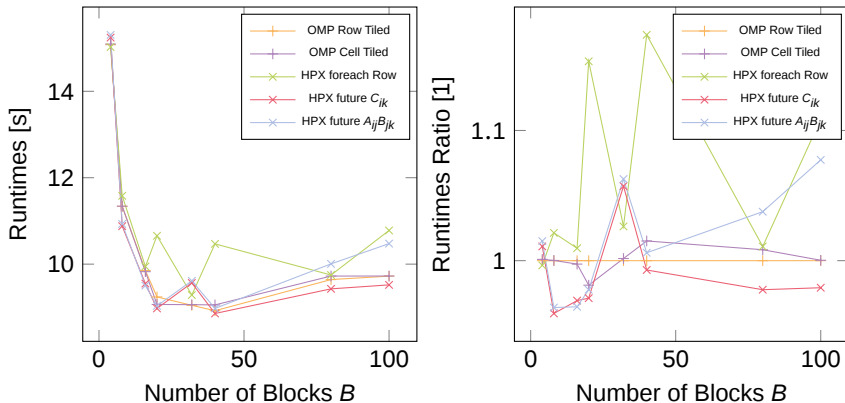 Runtimes [s]
14
12
10
0
50
100
Number of Blocks B
OMP Row Tiled
OMP Cell Tiled
HPX foreach Row
HPX future C_ik
HPX future A_ijB_jk
Runtimes Ratio [1]
1.1
1
0
50
100
Number of Blocks B
OMP Row Tiled
OMP Cell Tiled
HPX foreach Row
HPX future C_ik
HPX future A_ijB_jk